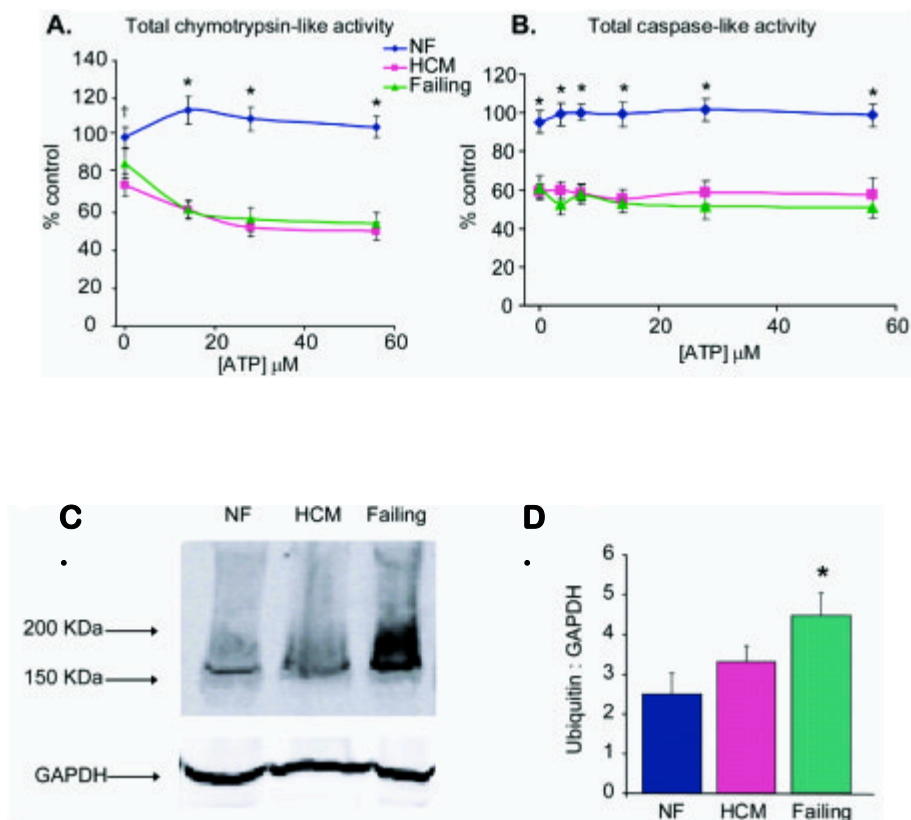 A. Total chymotrypsin-like activity
140
120
100
80
60
40
20
0
% control
†
*
*
*
NF
HCM
Failing
0 20 40 60
[ATP] µM
B. Total caspase-like activity
120
100
80
60
40
20
0
% control
* * * * * *
0 20 40 60
[ATP] µM
C
.
NF HCM Failing
200 KDa
150 KDa
GAPDH
D
.
6
5
4
3
2
1
0
Ubiquitin : GAPDH
*
NF HCM Failing